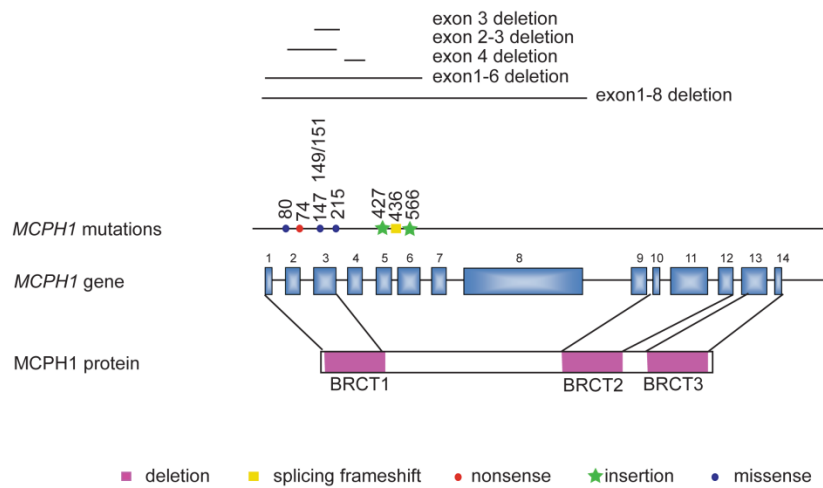 exon 3 deletion
exon 2-3 deletion
exon 4 deletion
exon1-6 deletion
exon1-8 deletion
80 74 147 149/151 215 427 436 566
MCPH1 mutations
1 2 3 4 5 6 7 8 9 10 11 12 13 14
MCPH1 gene
MCPH1 protein
BRCT1 BRCT2 BRCT3
deletion splicing frameshift nonsense insertion missense